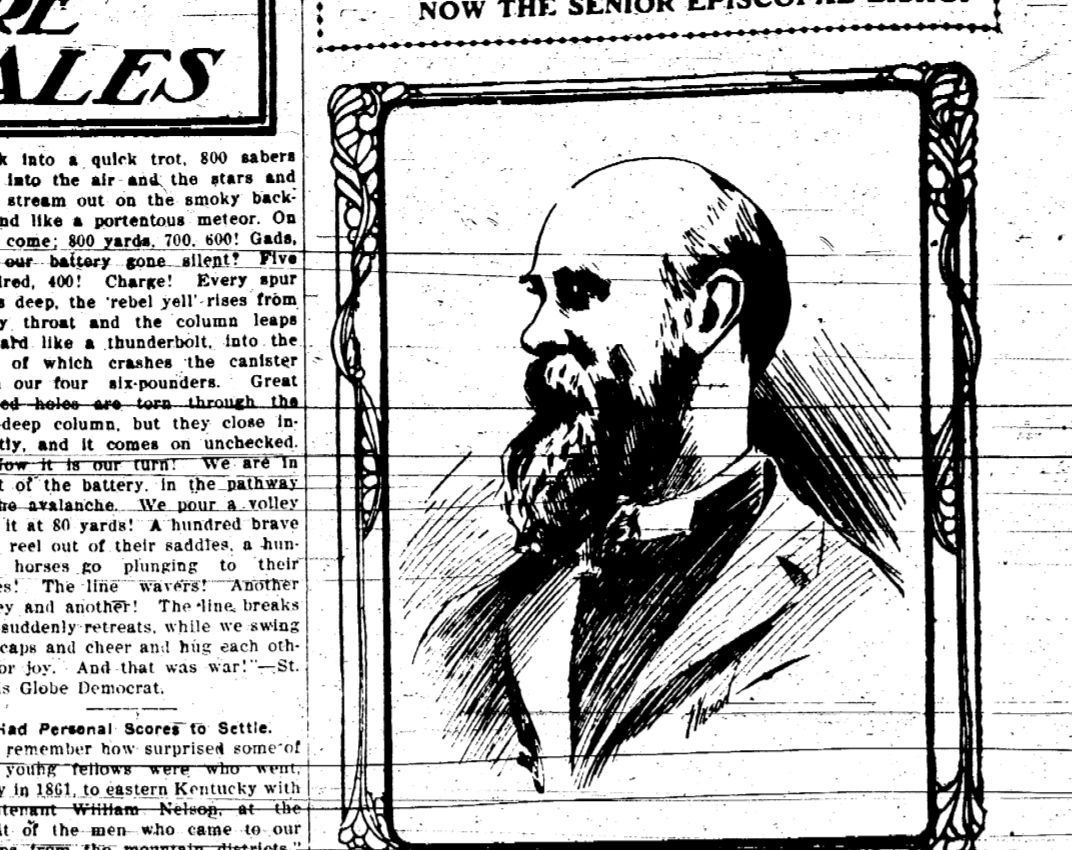 RE
ALES
k into a quick trot, 800 sabers
into the air and the stars and
stream out on the smoky back-
nd like a portentous meteor. On
come; 800 yards, 700, 600! Gads,
our battery gone silent? Five
ired, 400! Charge! Every spur
s deep, the 'rebel yell' rises from
y throat and the column leaps
ard like a thunderbolt, into the
of which crashes the canister
our four six-pounders. Great
ed holes are torn through the
-deep column, but they close in-
tly, and it comes on unchecked.
Now it is our turn! We are in
t of the battery, in the pathway
he avalanche. We pour a volley
it at 80 yards! A hundred brave
reel out of their saddles, a hun-
horses go plunging to their
es! The line wavers! Another
ey and another! The line breaks
suddenly retreats, while we swing
caps and cheer and hug each oth-
or joy. And that was war!"—St.
s Globe Democrat.
Had Personal Scores to Settle.
remember how surprised some of
young fellows were who went,
y in 1861, to eastern Kentucky with
tenant William Nelson, at the
it of the men who came to our
ps from the mountain districts."
NOW THE SENIOR EPISCOPAL BISHOP